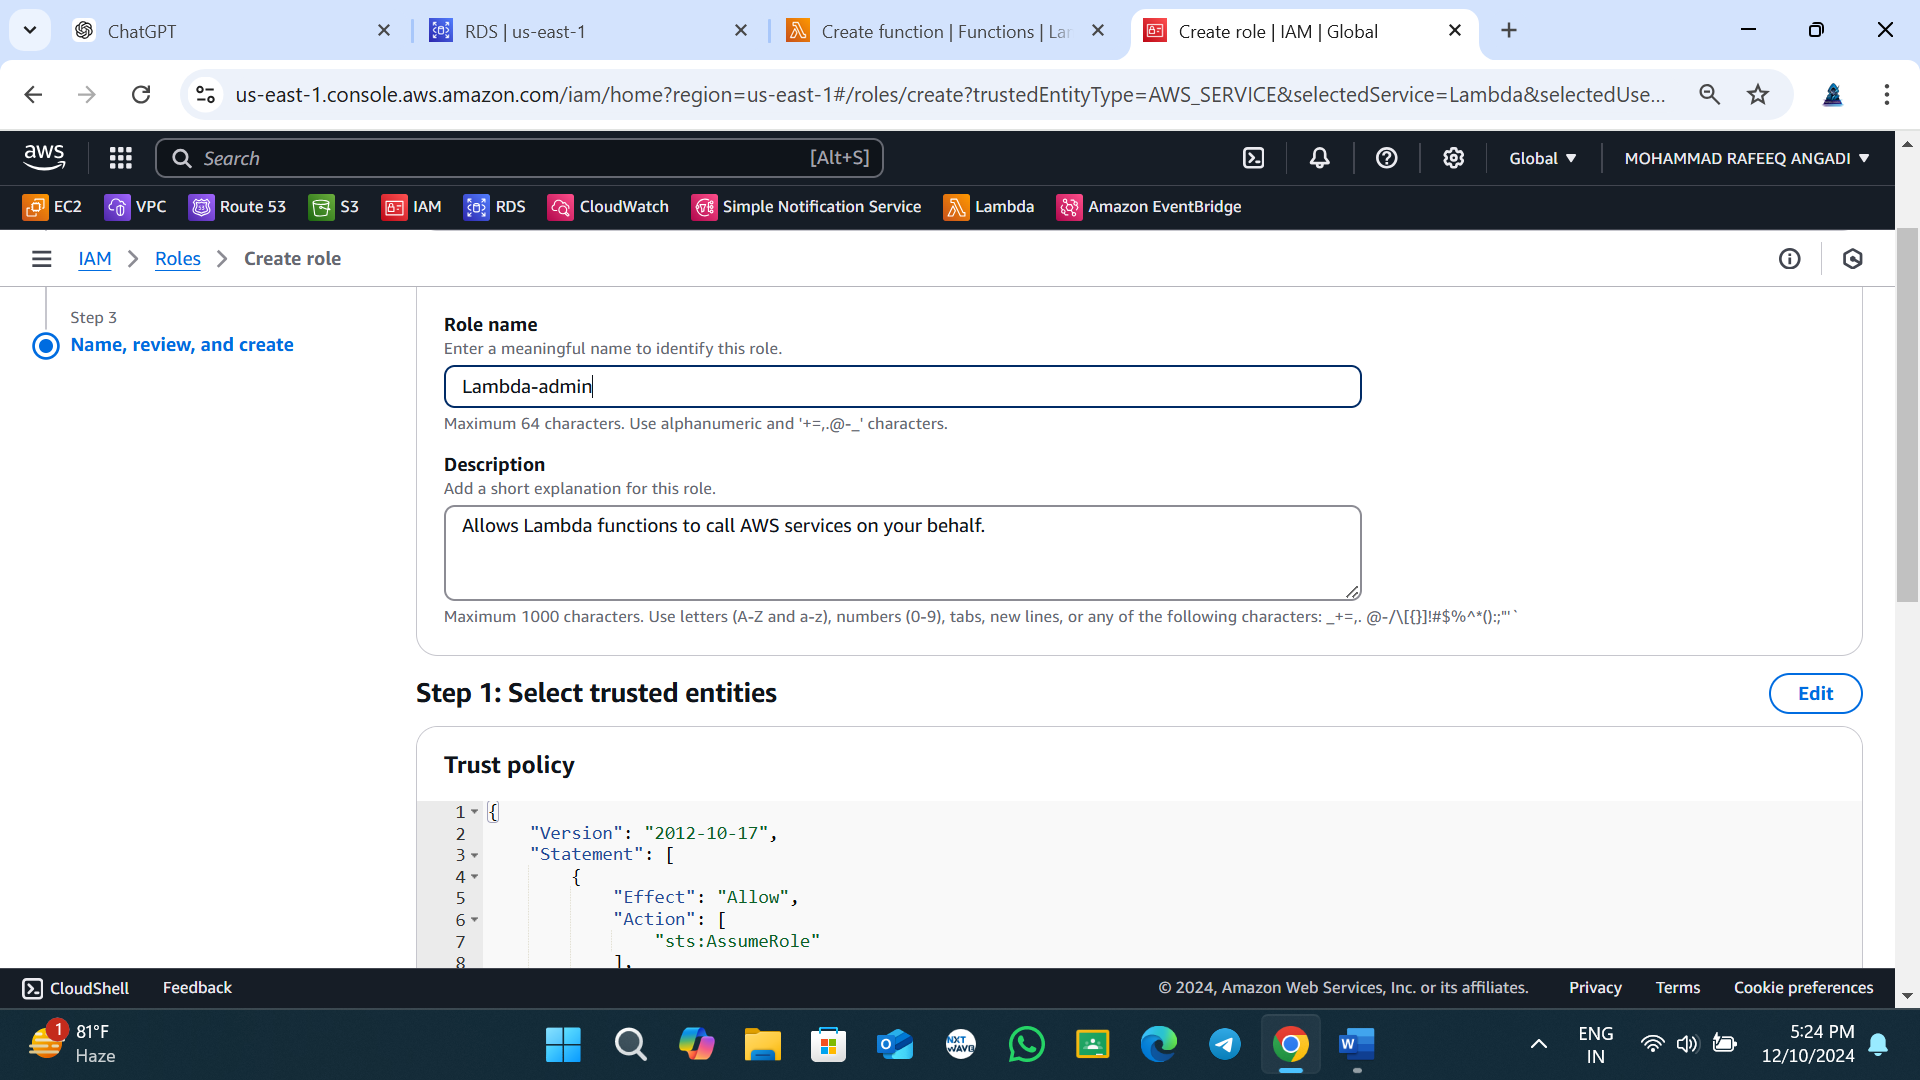 ChatGPT
RDS | us-east-1
Create function | Functions | La
Create role | IAM | Global
us-east-1.console.aws.amazon.com/iam/home?region=us-east-1#/roles/create?trustedEntityType=AWS_SERVICE&selectedService=Lambda&selectedUse...
aws
Search
[Alt+S]
Global
MOHAMMAD RAFEEQ ANGADI
EC2
VPC
Route 53
S3
IAM
RDS
CloudWatch
Simple Notification Service
Lambda
Amazon EventBridge
IAM
Roles
Create role
Step 3
Name, review, and create
Role name
Enter a meaningful name to identify this role.
Lambda-admin
Maximum 64 characters. Use alphanumeric and '+=,.@-_' characters.
Description
Add a short explanation for this role.
Allows Lambda functions to call AWS services on your behalf.
Maximum 1000 characters. Use letters (A-Z and a-z), numbers (0-9), tabs, new lines, or any of the following characters: _+=,. @-/\[{}]!#$%^*():;"'`
Step 1: Select trusted entities
Edit
Trust policy
1 {
2 "Version": "2012-10-17",
3 "Statement": [
4 {
5 "Effect": "Allow",
6 "Action": [
7 "sts:AssumeRole"
8 ],
CloudShell
Feedback
© 2024, Amazon Web Services, Inc. or its affiliates.
Privacy
Terms
Cookie preferences
1
81°F
Haze
NXT
WAVE
ENG
IN
5:24 PM
12/10/2024